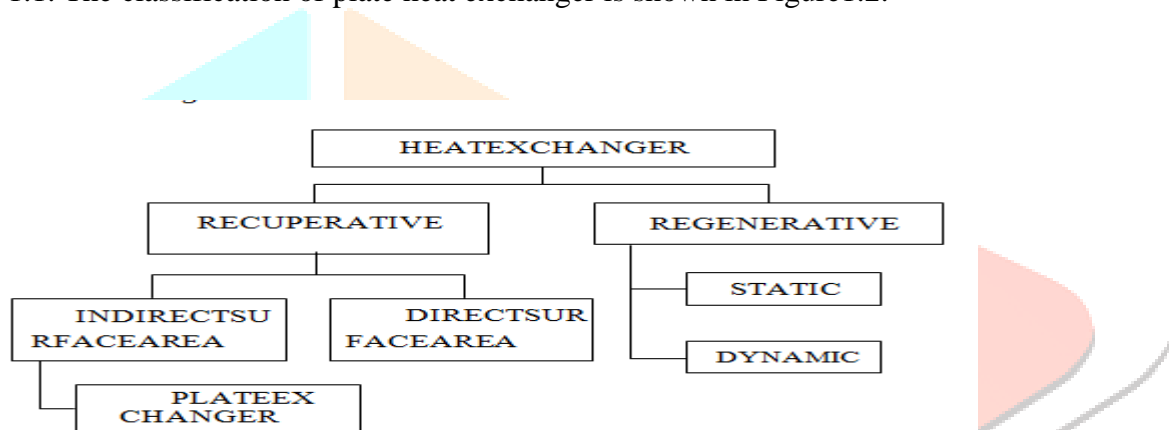 1.1. The classification of plate heat exchanger is shown in Figure1.2.
HEATEXCHANGER
RECUPERATIVE
REGENERATIVE
STATIC
INDIRECTSU
RFACEAREA
DIRECTSUR
FACEAREA
DYNAMIC
PLATEEX
CHANGER